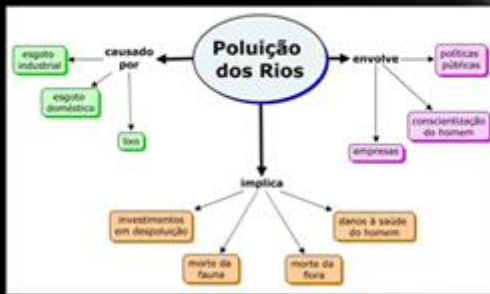 Poluição
dos Rios
causado
por
esgoto
industrial
esgoto
doméstico
lixo
envolve
políticas
púbricas
conscientização
do homem
empresas
implica
investimentos
em despoluição
morte da
fauna
morte da
flora
danos à saúde
do homem